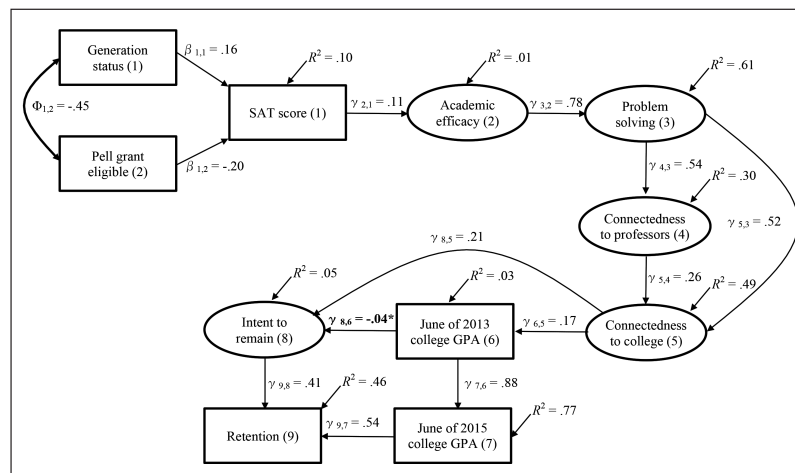 Generation
status (1)
β 1,1 = .16
R² = .10
R² = .01
R² = .61
Φ1,2 = -.45
SAT score (1)
γ 2,1 = .11
Academic
efficacy (2)
γ 3,2 = .78
Problem
solving (3)
Pell grant
eligible (2)
β 1,2 = -.20
γ 4,3 = .54
R² = .30
Connectedness
to professors (4)
γ 5,3 = .52
γ 8,5 = .21
R² = .05
R² = .03
γ 5,4 = .26
R² = .49
Intent to
remain (8)
γ 8,6 = -.04*
June of 2013
college GPA (6)
γ 6,5 = .17
Connectedness
to college (5)
γ 9,8 = .41
R² = .46
γ 7,6 = .88
R² = .77
Retention (9)
γ 9,7 = .54
June of 2015
college GPA (7)